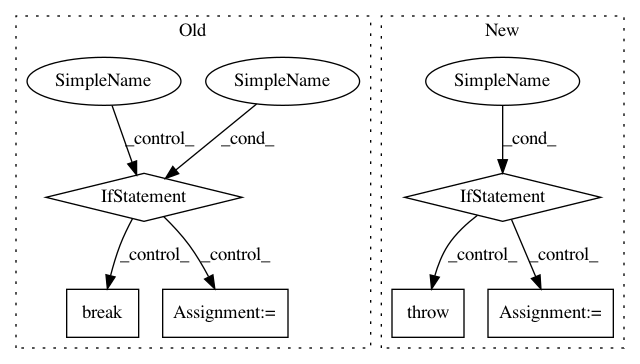 Old
New
SimpleName
SimpleName
SimpleName
_control_
_cond_
_cond_
IfStatement
IfStatement
_control_
_control_
_control_
_control_
break
Assignment:=
throw
Assignment:=